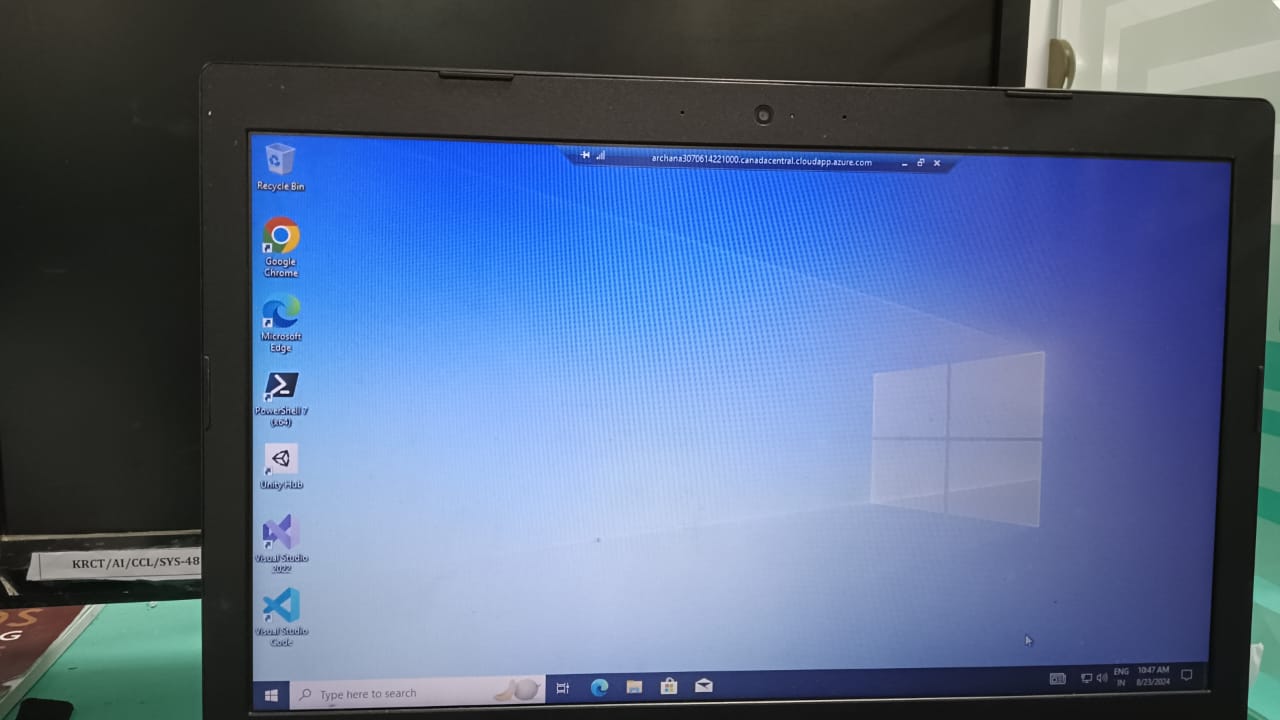 archana3070614221000.canadacentral.cloudapp.azure.com
Recycle Bin
Google
Chrome
Microsoft
Edge
PowerShell 7
(x64)
Unity Hub
Visual Studio
2022
Visual Studio
Code
KRCT/AI/CCL/SYS-48
OS
G
Type here to search
ENG
IN
10:47 AM
8/23/2024